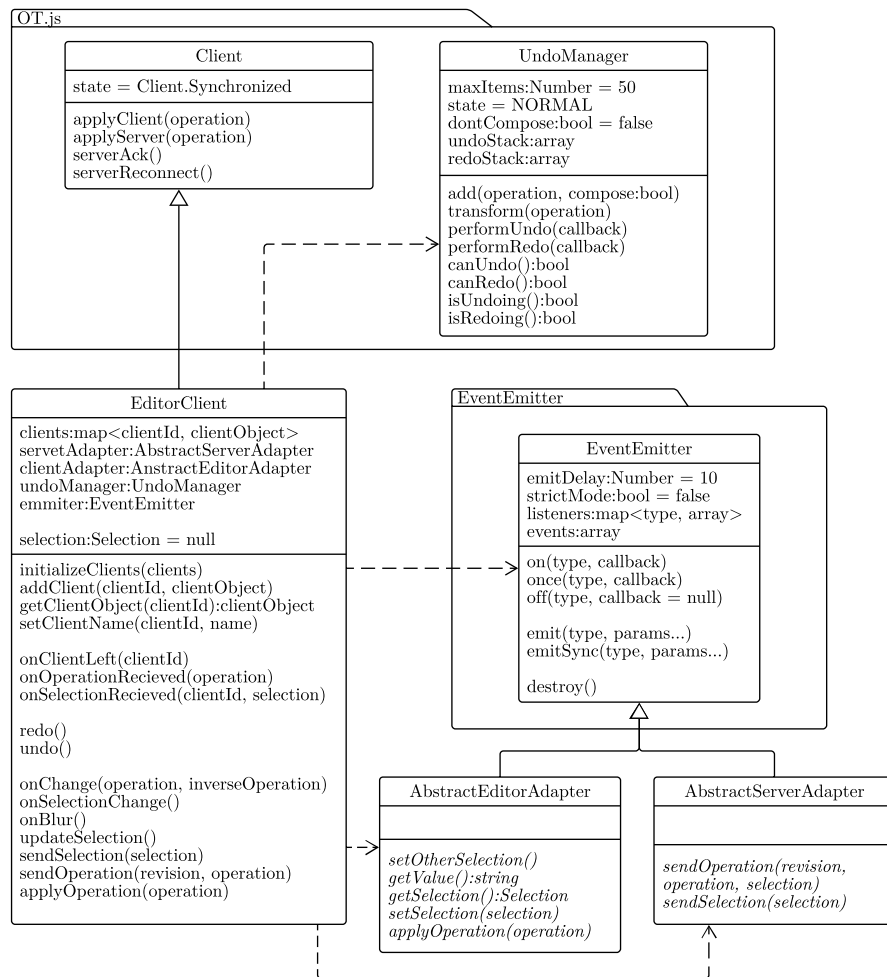 OT.js
Client
state = Client.Synchronized
applyClient(operation)
applyServer(operation)
serverAck()
serverReconnect()
UndoManager
maxItems:Number = 50
state = NORMAL
dontCompose:bool = false
undoStack:array
redoStack:array
add(operation, compose:bool)
transform(operation)
performUndo(callback)
performRedo(callback)
canUndo():bool
canRedo():bool
isUndoing():bool
isRedoing():bool
EditorClient
clients:map<clientId, clientObject>
servetAdapter:AbstractServerAdapter
clientAdapter:AnstractEditorAdapter
undoManager:UndoManager
emmiter:EventEmitter
selection:Selection = null
initializeClients(clients)
addClient(clientId, clientObject)
getClientObject(clientId):clientObject
setClientName(clientId, name)
onClientLeft(clientId)
onOperationRecieved(operation)
onSelectionRecieved(clientId, selection)
redo()
undo()
onChange(operation, inverseOperation)
onSelectionChange()
onBlur()
updateSelection()
sendSelection(selection)
sendOperation(revision, operation)
applyOperation(operation)
EventEmitter
EventEmitter
emitDelay:Number = 10
strictMode:bool = false
listeners:map<type, array>
events:array
on(type, callback)
once(type, callback)
off(type, callback = null)
emit(type, params...)
emitSync(type, params...)
destroy()
AbstractEditorAdapter
setOtherSelection()
getValue():string
getSelection():Selection
setSelection(selection)
applyOperation(operation)
AbstractServerAdapter
sendOperation(revision,
operation, selection)
sendSelection(selection)